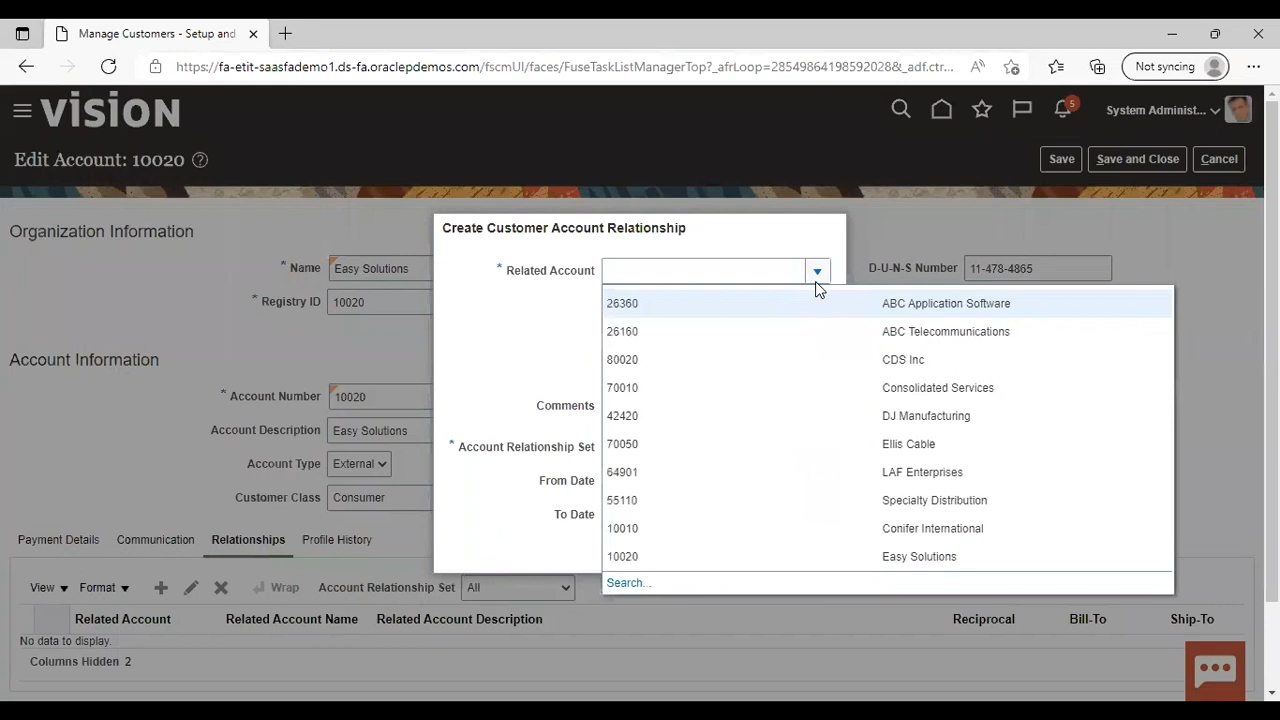 Manage Customers - Setup and
https://fa-etit-saasfademo1.ds-fa.oraclepdemos.com/fscmUI/faces/FuseTaskListManagerTop?_afrLoop=28549864198592028&_adf.ctr...
Not syncing
VISION
5
System Administ...
Edit Account: 10020
Save
Save and Close
Cancel
Organization Information
Create Customer Account Relationship
* Name Easy Solutions
* Related Account
D-U-N-S Number 11-478-4865
* Registry ID 10020
26360 ABC Application Software
26160 ABC Telecommunications
Account Information
80020 CDS Inc
70010 Consolidated Services
* Account Number 10020
Comments
42420 DJ Manufacturing
Account Description Easy Solutions
* Account Relationship Set
70050 Ellis Cable
Account Type External
From Date
64901 LAF Enterprises
Customer Class Consumer
To Date
55110 Specialty Distribution
10010 Conifer International
10020 Easy Solutions
Search...
Payment Details Communication Relationships Profile History
View Format Wrap Account Relationship Set All
Related Account Related Account Name Related Account Description Reciprocal Bill-To Ship-To
No data to display.
Columns Hidden 2